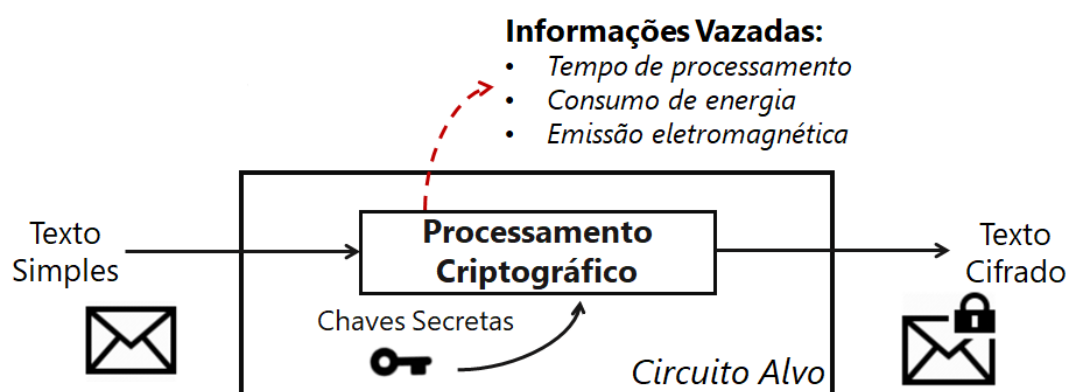 Informações Vazadas:
• Tempo de processamento
• Consumo de energia
• Emissão eletromagnética
Texto
Simples
Processamento
Criptográfico
Texto
Cifrado
Chaves Secretas
Circuito Alvo